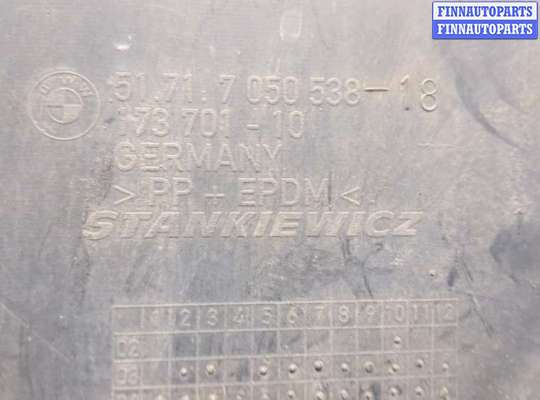 FINNAUTOPARTS
FINNAUTOPARTS
BMW
51.71 7 050 538-18
173 701 - 10
GERMANY
> PP + EPDM <
STANKIEWICZ
1 2 3 4 5 6 7 8 9 10 11 12
02
03